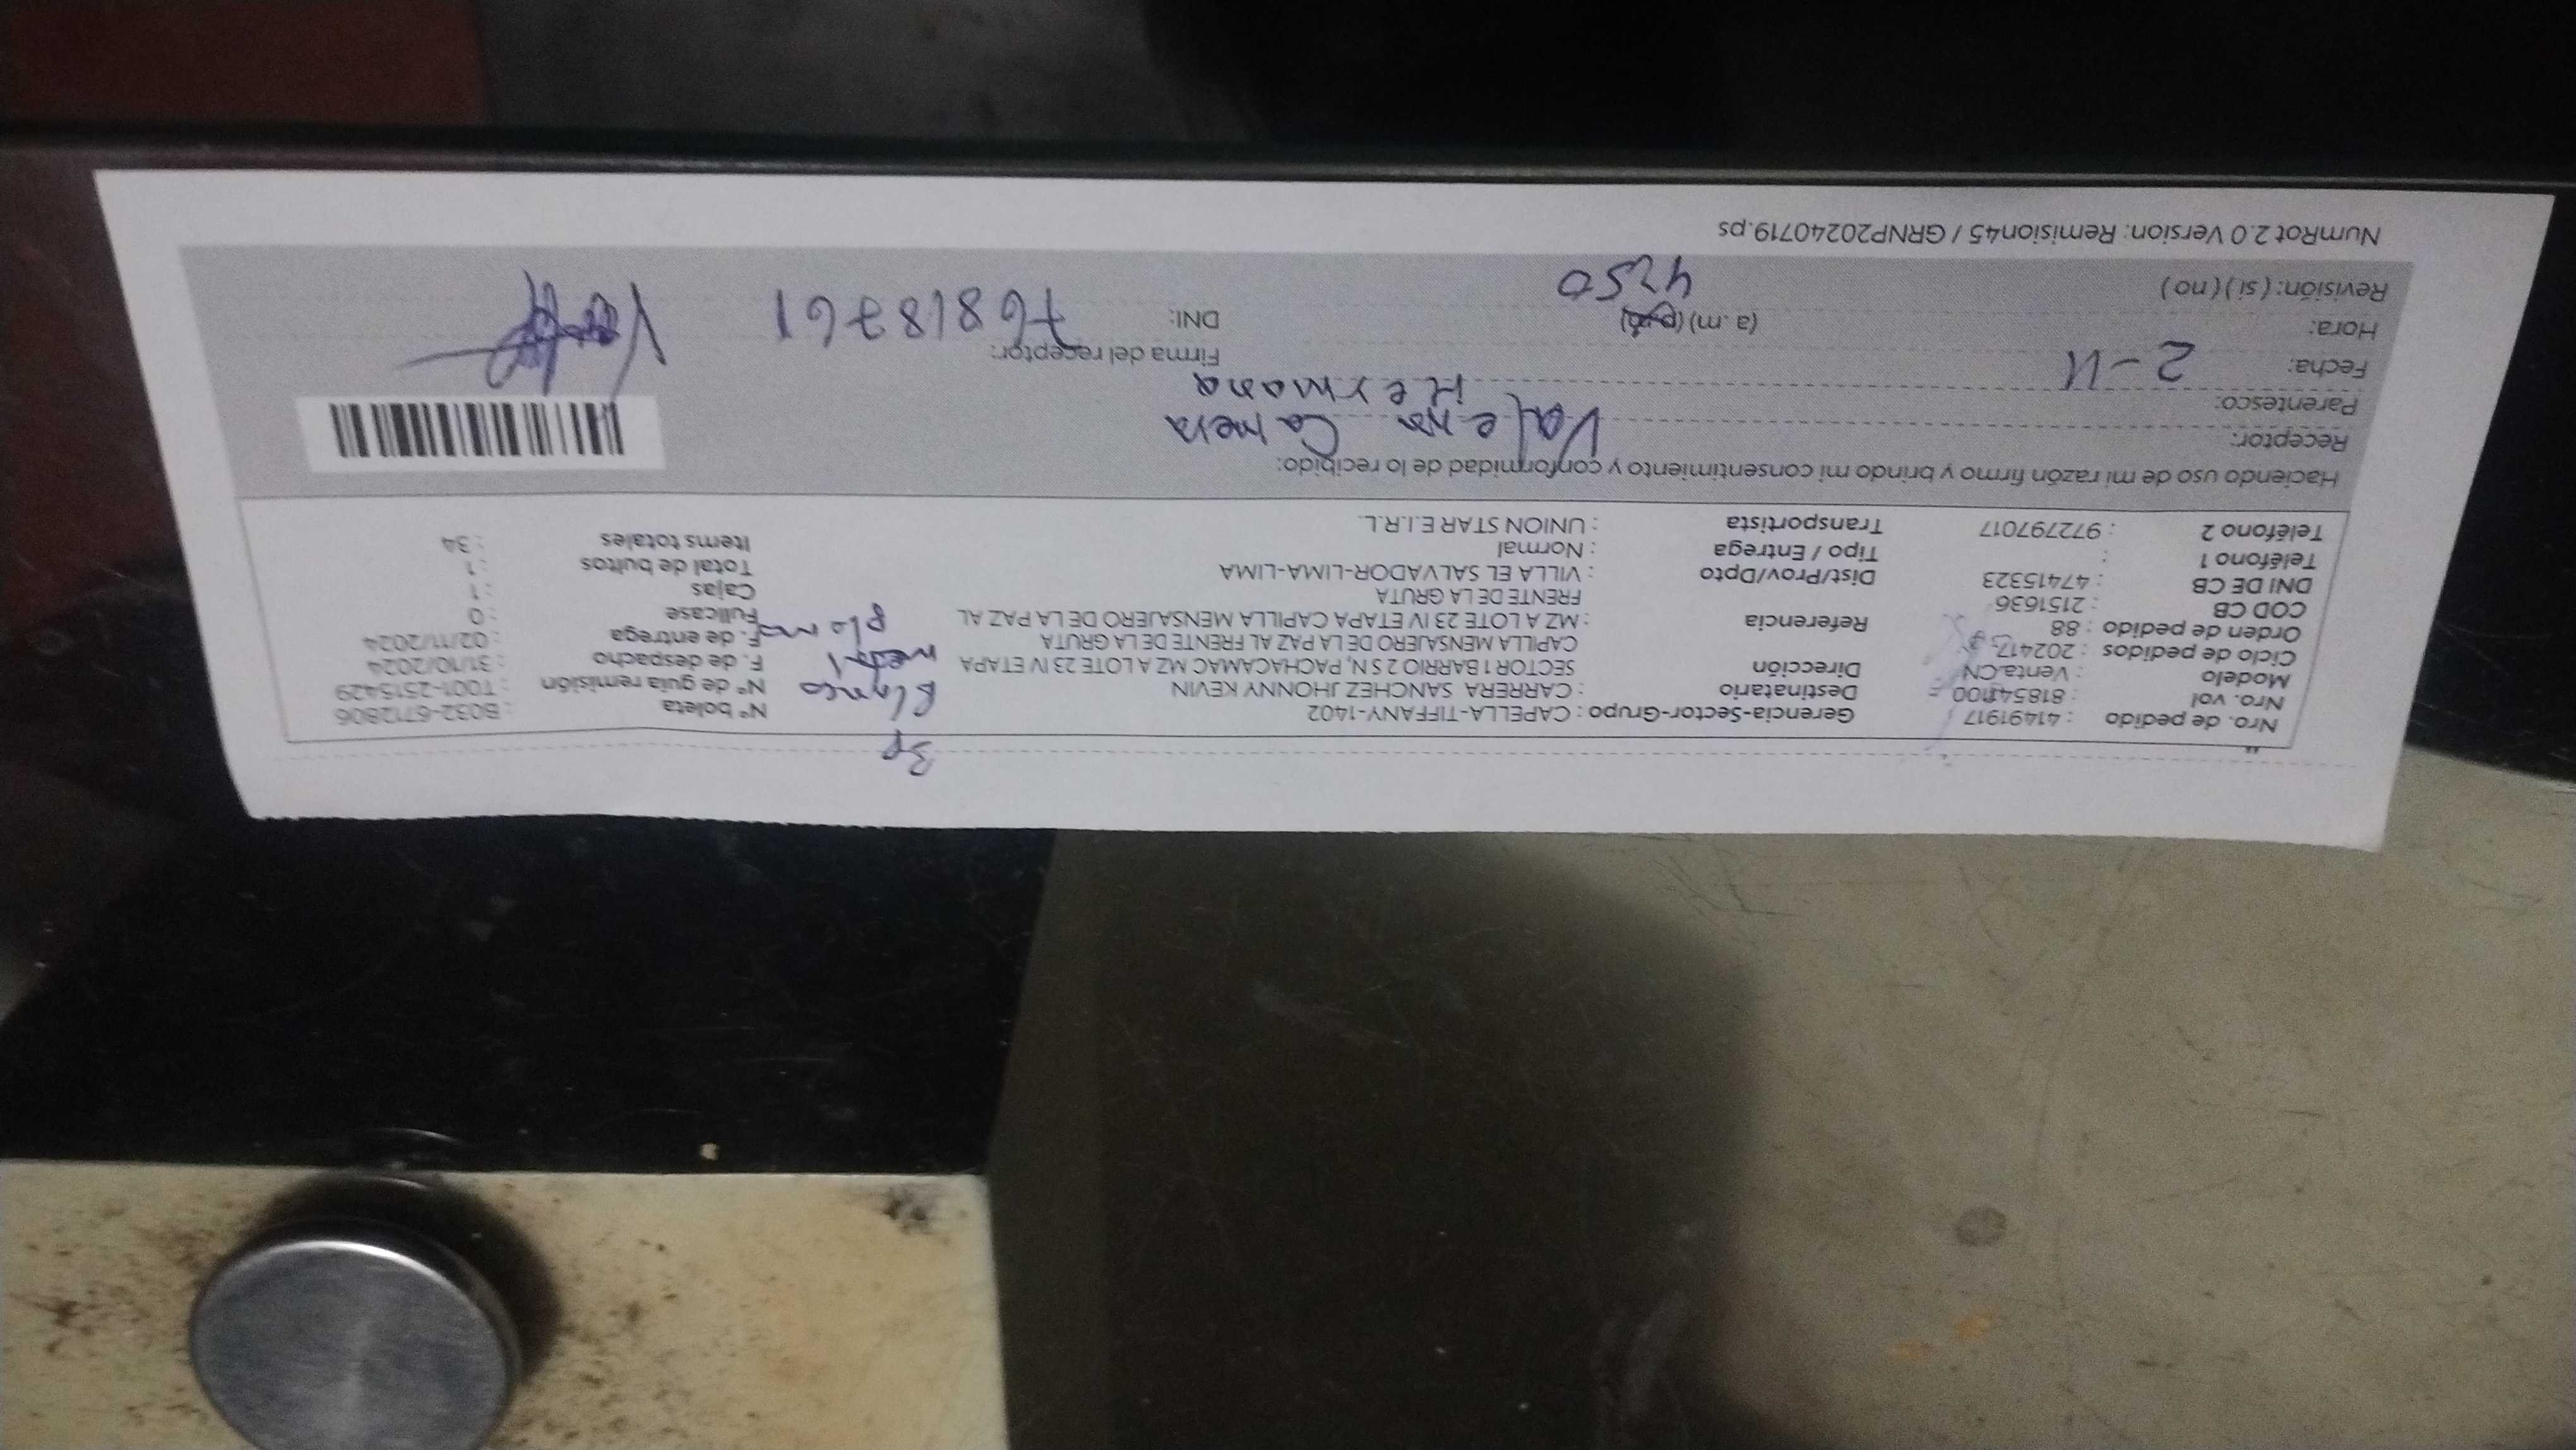 3p
Nro. de pedido : 41491917 Gerencia-Sector-Grupo : CAPELLA-TIFFANY-1402 Blanco N° boleta : B032-6712806
Nro. vol Destinatario : CARRERA SANCHEZ JHONNY KEVIN N° de guia remisión : T001-2515429
Modelo : Venta.CN Dirección SECTOR 1 BARRIO 2 S N, PACHACAMAC MZ A LOTE 23 IV ETAPA F. de despacho : 31/10/2024
Ciclo de pedidos : 202417 CAPILLA MENSAJERO DE LA PAZ AL FRENTE DE LA GRUTA F. de entrega : 02/11/2024
Orden de pedido : 88 Referencia : MZ A LOTE 23 IV ETAPA CAPILLA MENSAJERO DE LA PAZ AL Fullcase : 0
COD CB : 2151636 FRENTE DE LA GRUTA Cajas : 1
DNI DE CB : 47415323 Dist/Prov/Dpto : VILLA EL SALVADOR-LIMA-LIMA Total de bultos : 1
Teléfono 1 : Tipo / Entrega : Normal Items totales : 34
Teléfono 2 : 972797017 Transportista : UNION STAR E.I.R.L.
Haciendo uso de mi razón firmo y brindo mi consentimiento y conformidad de lo recibido:
Receptor:
Parentesco: Hermana
Fecha: 2-11 Firma del receptor:
Hora: (a.m) 4:50 DNI: 76818761
Revisión: ( si ) ( no )
NumRot 2.0 Version: Remision45 / GRNP20240719.ps